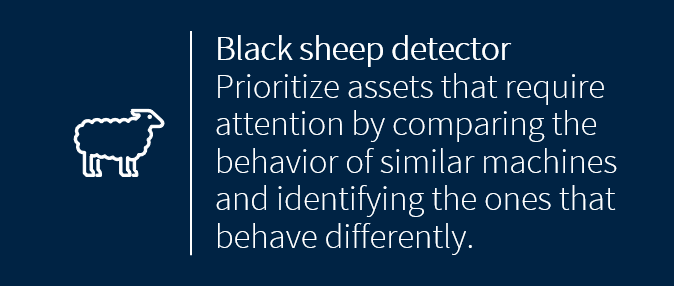 Black sheep detector
Prioritize assets that require
attention by comparing the
behavior of similar machines
and identifying the ones that
behave differently.